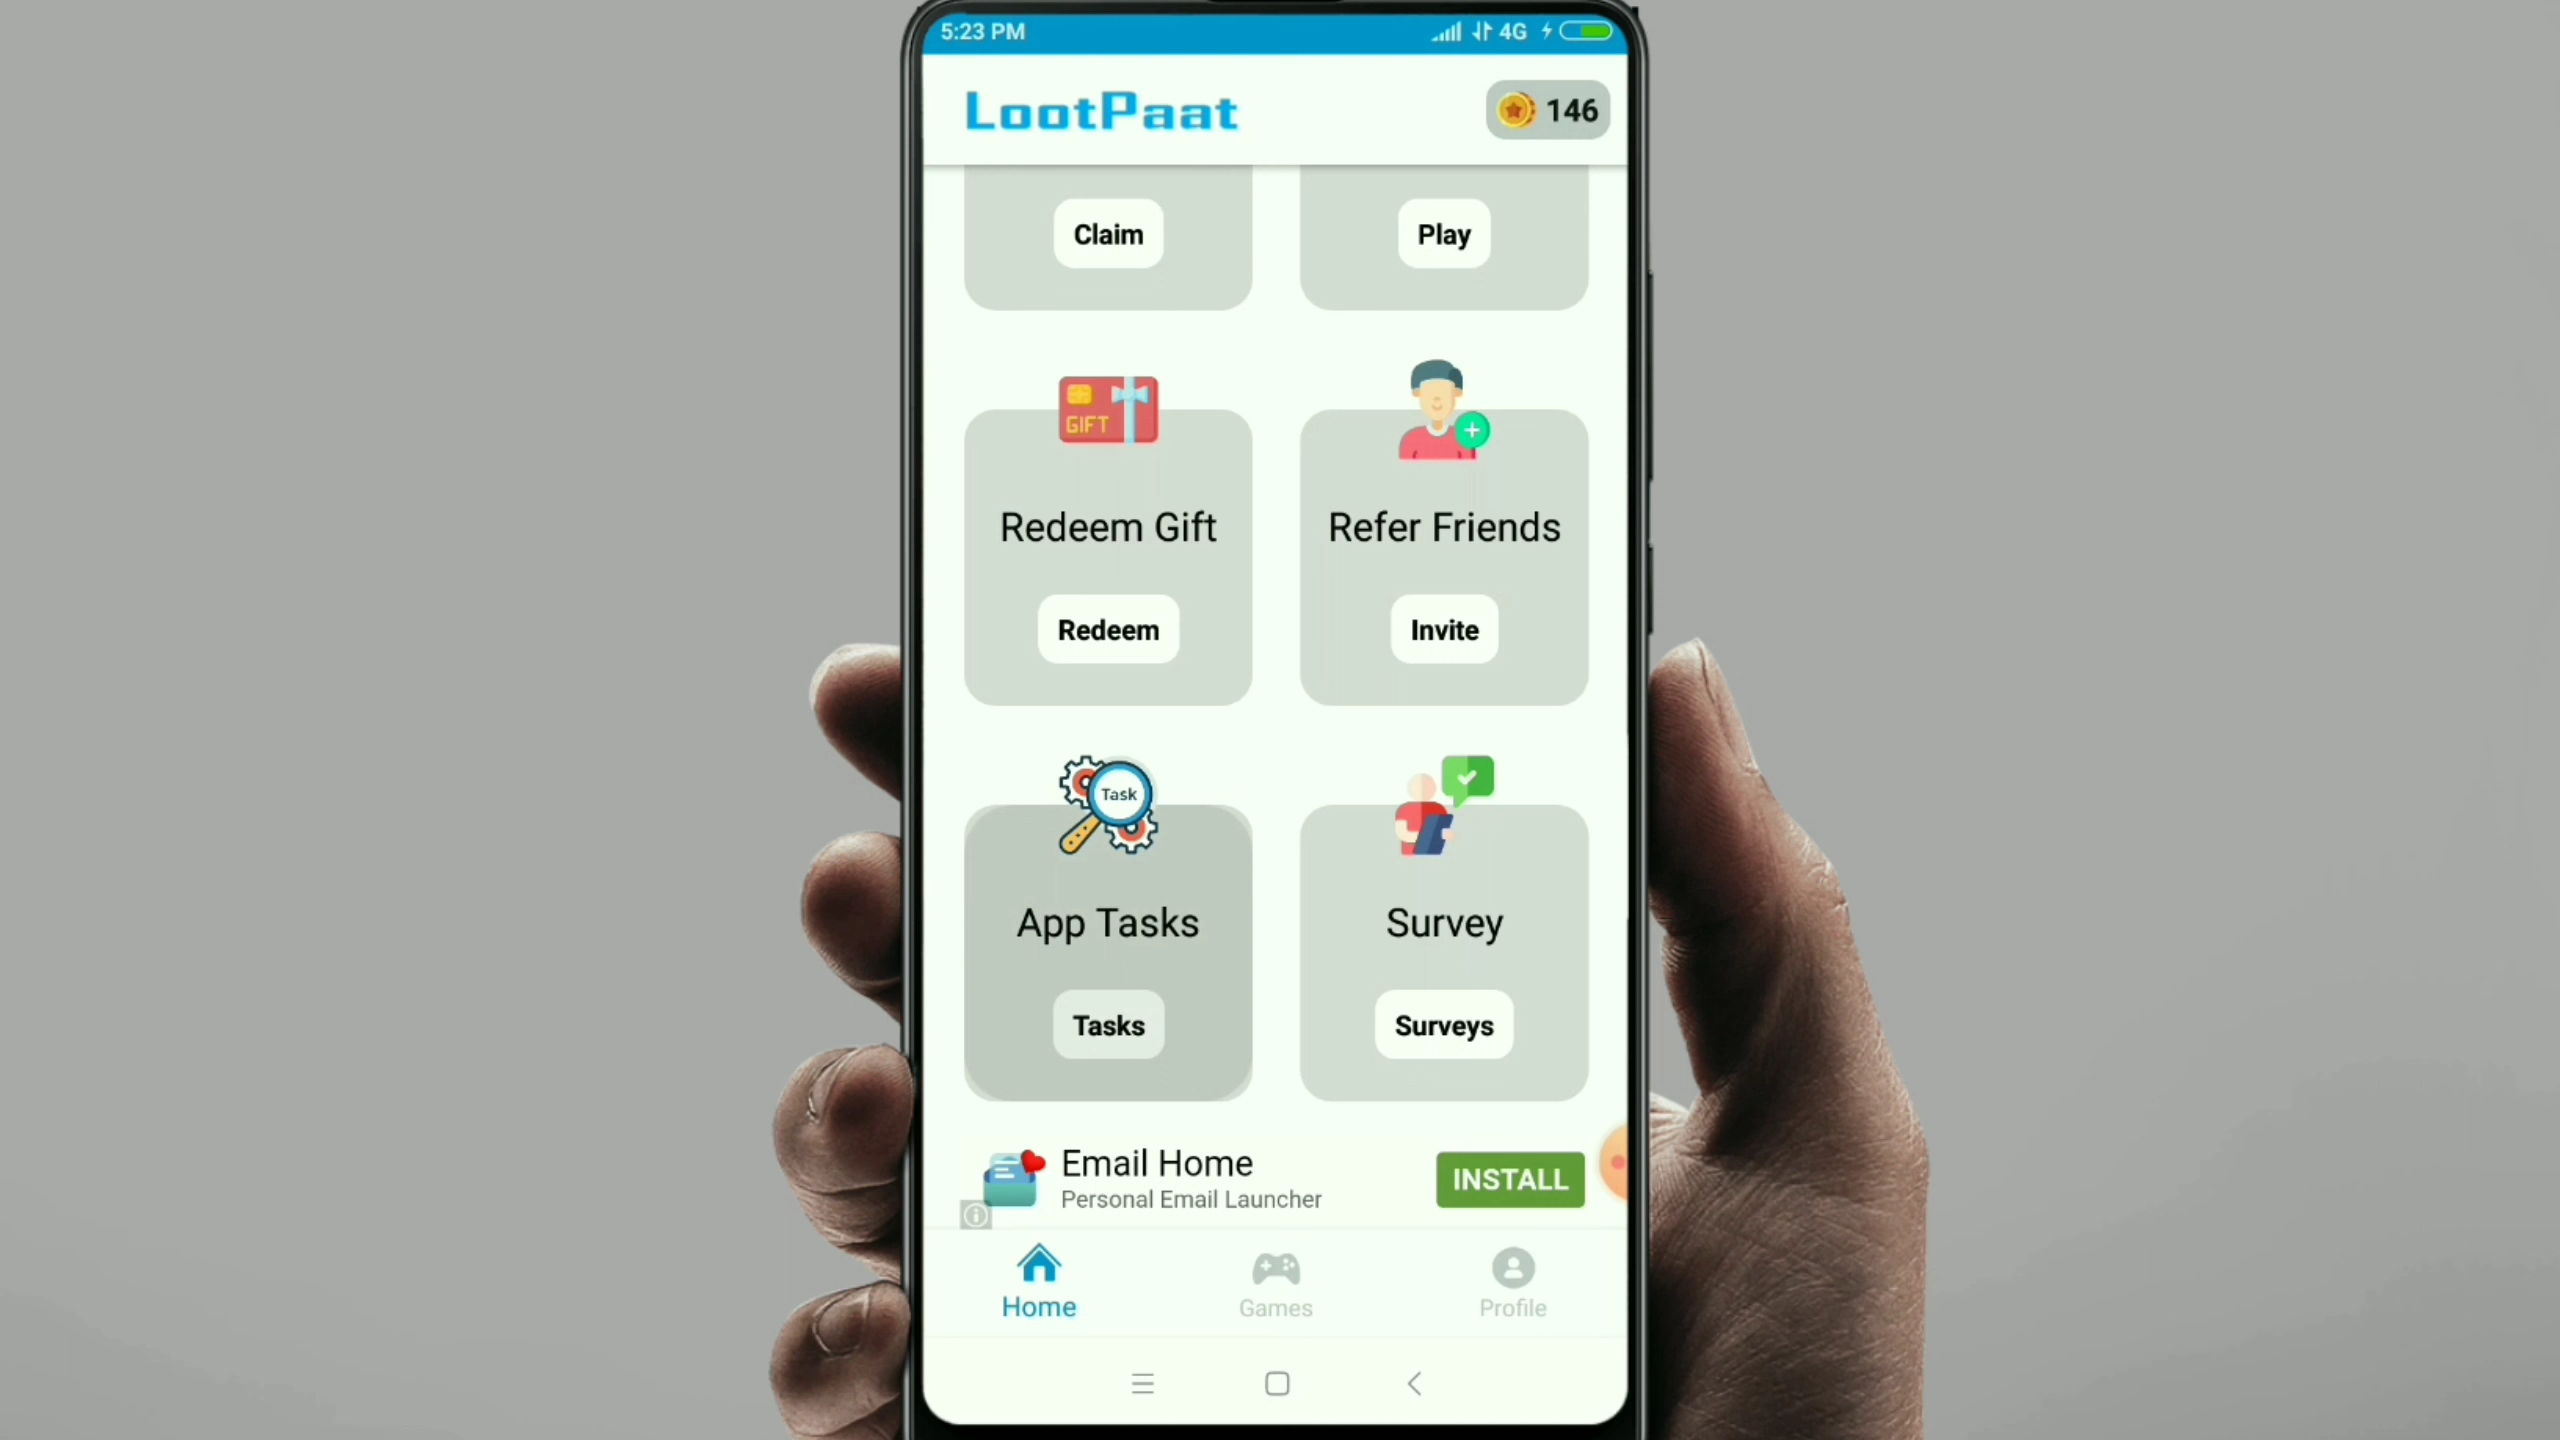 5:23 PM 4G
LootPaat 146
Claim Play
GIFT
Redeem Gift Refer Friends
Redeem Invite
Task
App Tasks Survey
Tasks Surveys
Email Home
Personal Email Launcher
INSTALL
Home Games Profile